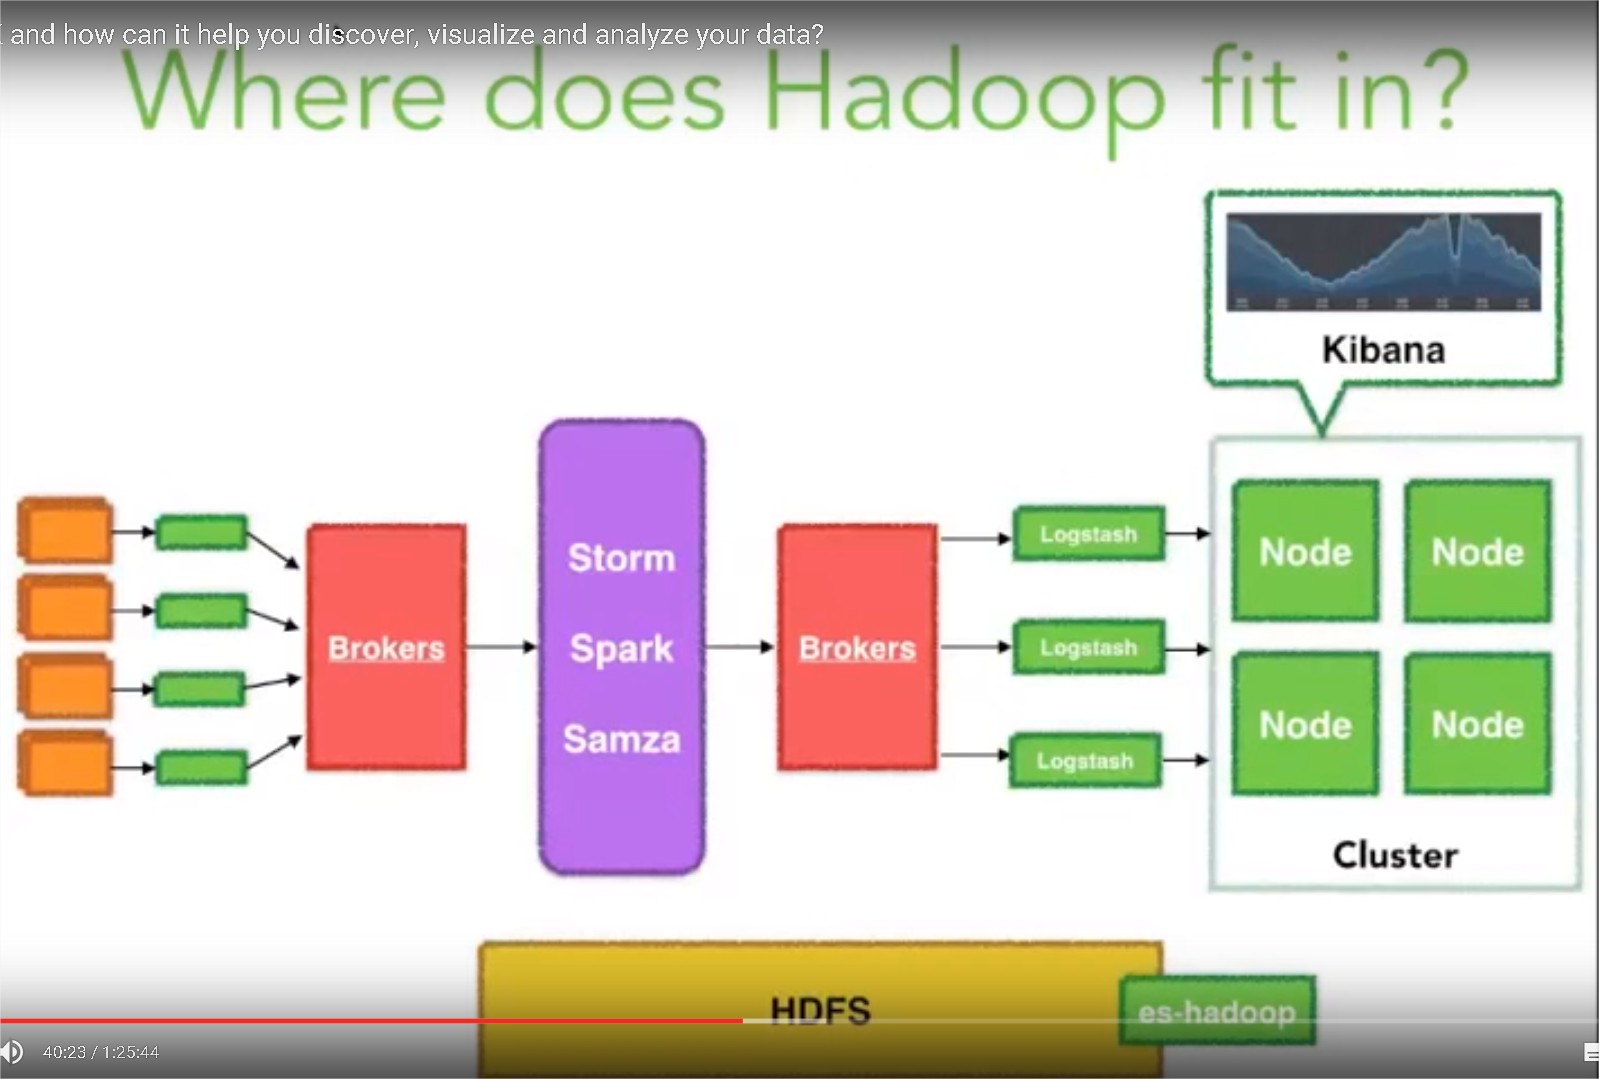 and how can it help you discover, visualize and analyze your data?
Where does Hadoop fit in?
Kibana
Storm
Spark
Samza
Brokers
Brokers
Logstash
Logstash
Logstash
Node
Node
Node
Node
Cluster
HDFS
es-hadoop
40:23 / 1:25:44